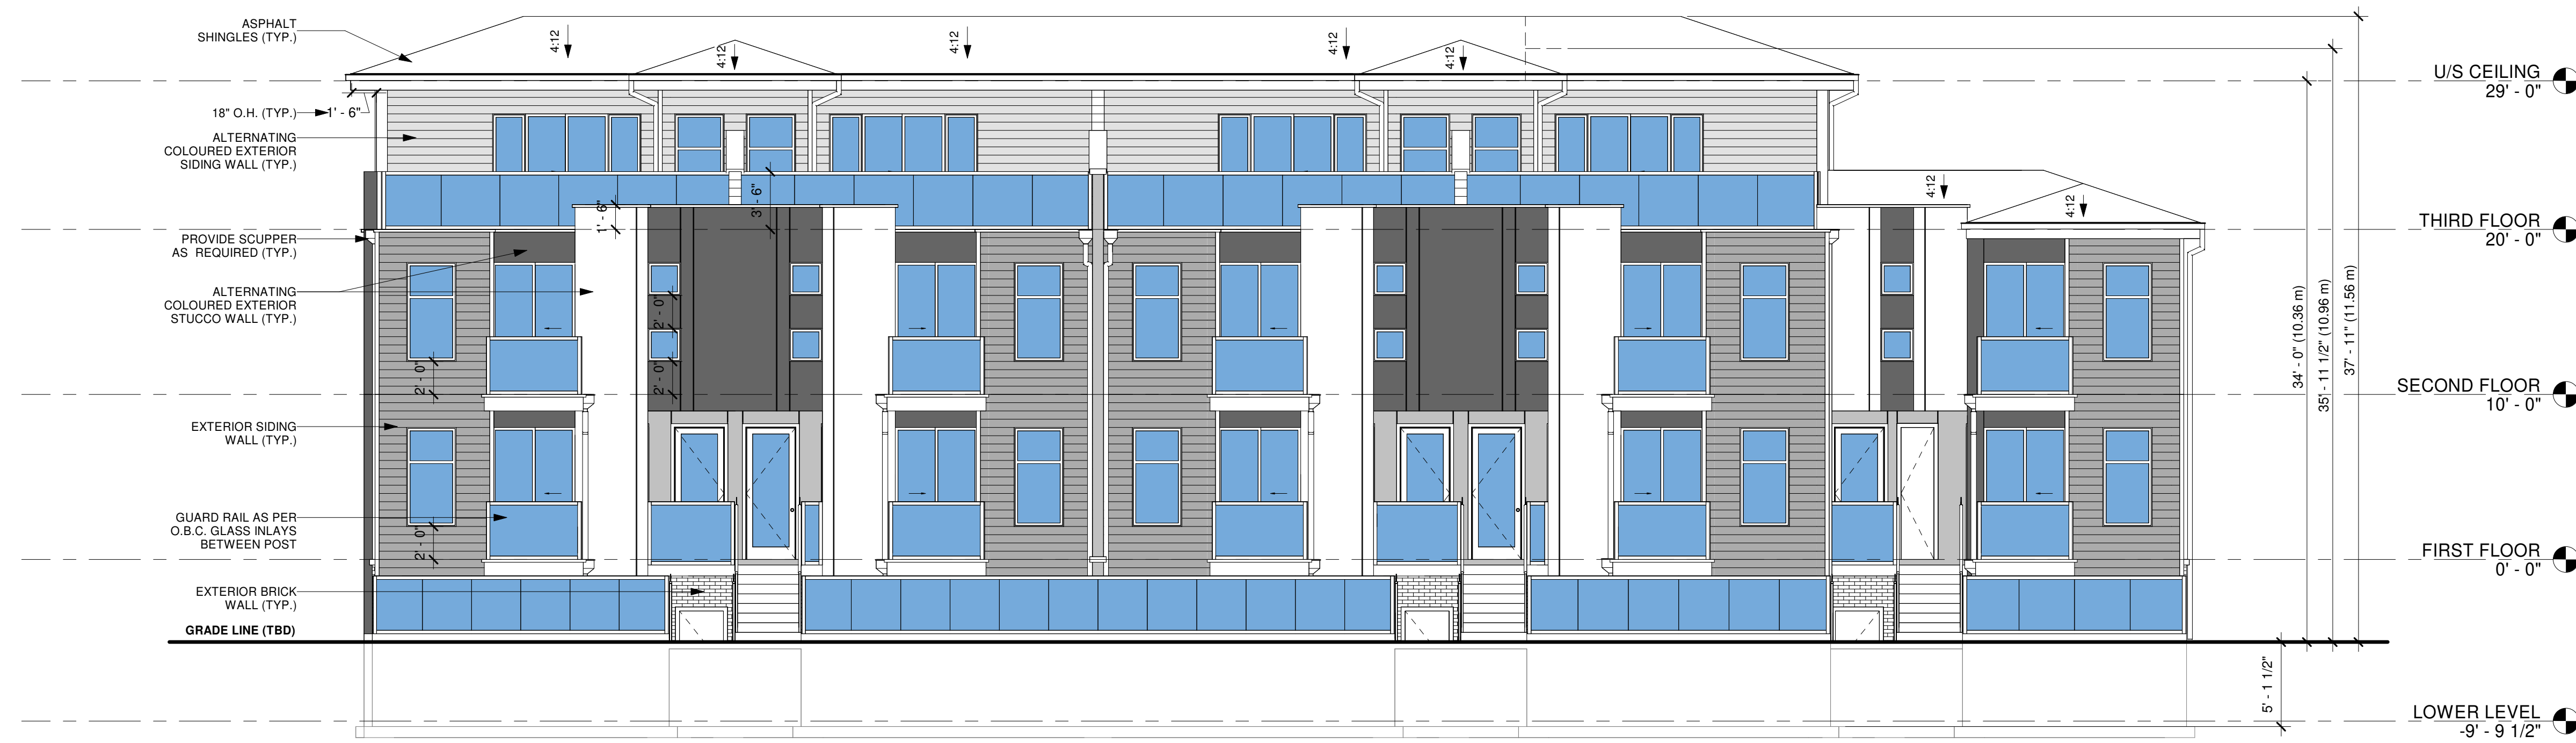 ASPHALT
SHINGLES (TYP.)
18" O.H. (TYP.)
1' - 6"
ALTERNATING
COLOURED EXTERIOR
SIDING WALL (TYP.)
PROVIDE SCUPPER
AS REQUIRED (TYP.)
ALTERNATING
COLOURED EXTERIOR
STUCCO WALL (TYP.)
EXTERIOR SIDING
WALL (TYP.)
GUARD RAIL AS PER
O.B.C. GLASS INLAYS
BETWEEN POST
EXTERIOR BRICK
WALL (TYP.)
GRADE LINE (TBD)
4:12
4:12
4:12
4:12
4:12
4:12
4:12
1' - 6"
3' - 6"
2' - 0"
2' - 0"
2' - 0"
2' - 0"
34' - 0" (10.36 m)
35' - 11 1/2" (10.96 m)
37' - 11" (11.56 m)
5' - 1 1/2"
U/S CEILING
29' - 0"
THIRD FLOOR
20' - 0"
SECOND FLOOR
10' - 0"
FIRST FLOOR
0' - 0"
LOWER LEVEL
-9' - 9 1/2"